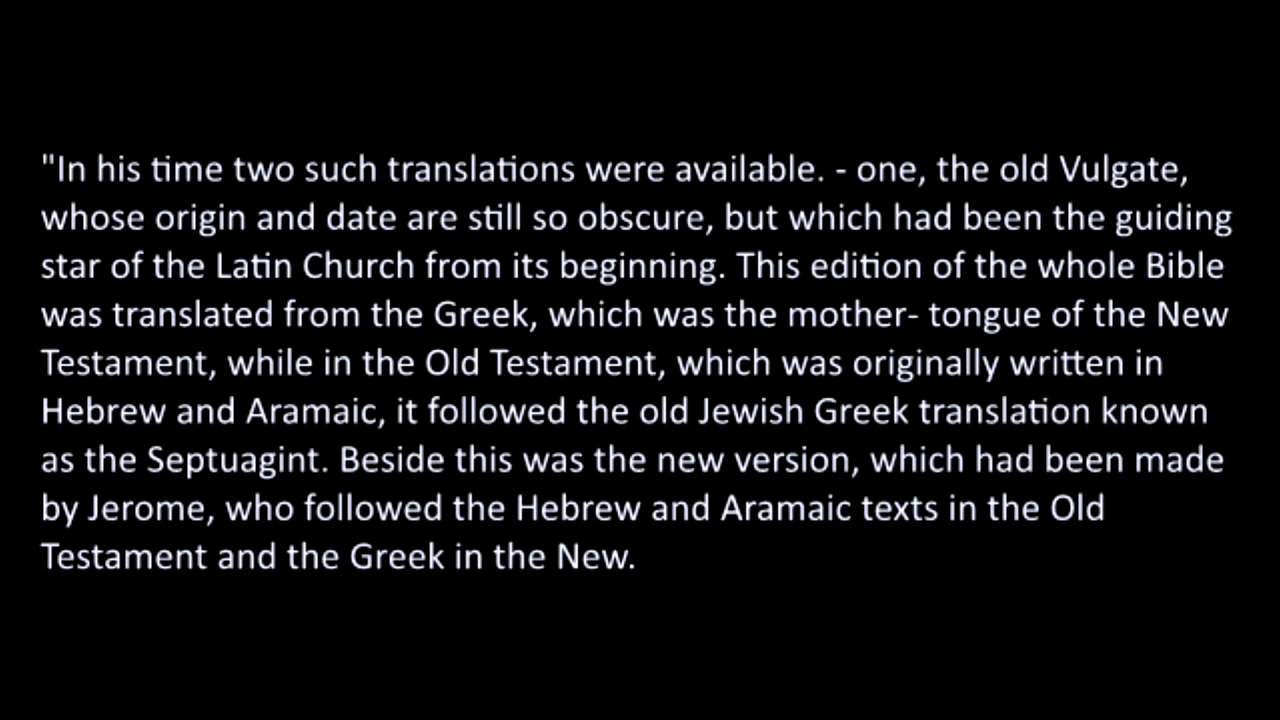 "In his time two such translations were available. - one, the old Vulgate,
whose origin and date are still so obscure, but which had been the guiding
star of the Latin Church from its beginning. This edition of the whole Bible
was translated from the Greek, which was the mother- tongue of the New
Testament, while in the Old Testament, which was originally written in
Hebrew and Aramaic, it followed the old Jewish Greek translation known
as the Septuagint. Beside this was the new version, which had been made
by Jerome, who followed the Hebrew and Aramaic texts in the Old
Testament and the Greek in the New.